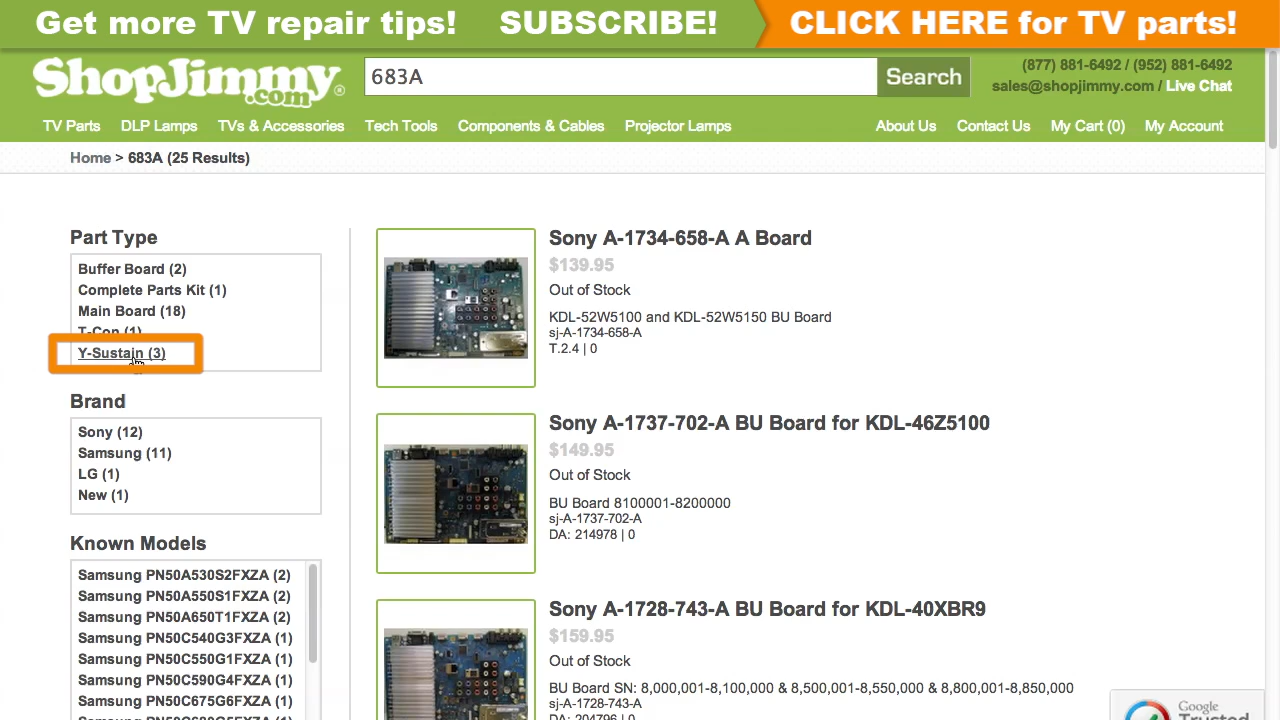 Get more TV repair tips! SUBSCRIBE! CLICK HERE for TV parts!
ShopJimmy.com®
683A
Search
(877) 881-6492 / (952) 881-6492
sales@shopjimmy.com / Live Chat
TV Parts DLP Lamps TVs & Accessories Tech Tools Components & Cables Projector Lamps About Us Contact Us My Cart (0) My Account
Home > 683A (25 Results)
Part Type
Buffer Board (2)
Complete Parts Kit (1)
Main Board (18)
T-Con (1)
Y-Sustain (3)
Brand
Sony (12)
Samsung (11)
LG (1)
New (1)
Known Models
Samsung PN50A530S2FXZA (2)
Samsung PN50A550S1FXZA (2)
Samsung PN50A650T1FXZA (2)
Samsung PN50C540G3FXZA (1)
Samsung PN50C550G1FXZA (1)
Samsung PN50C590G4FXZA (1)
Samsung PN50C675G6FXZA (1)
Sony A-1734-658-A A Board
$139.95
Out of Stock
KDL-52W5100 and KDL-52W5150 BU Board
sj-A-1734-658-A
T.2.4 | 0
Sony A-1737-702-A BU Board for KDL-46Z5100
$149.95
Out of Stock
BU Board 8100001-8200000
sj-A-1737-702-A
DA: 214978 | 0
Sony A-1728-743-A BU Board for KDL-40XBR9
$159.95
Out of Stock
BU Board SN: 8,000,001-8,100,000 & 8,500,001-8,550,000 & 8,800,001-8,850,000
sj-A-1728-743-A
DA: 204796 | 0
Google
Trusted